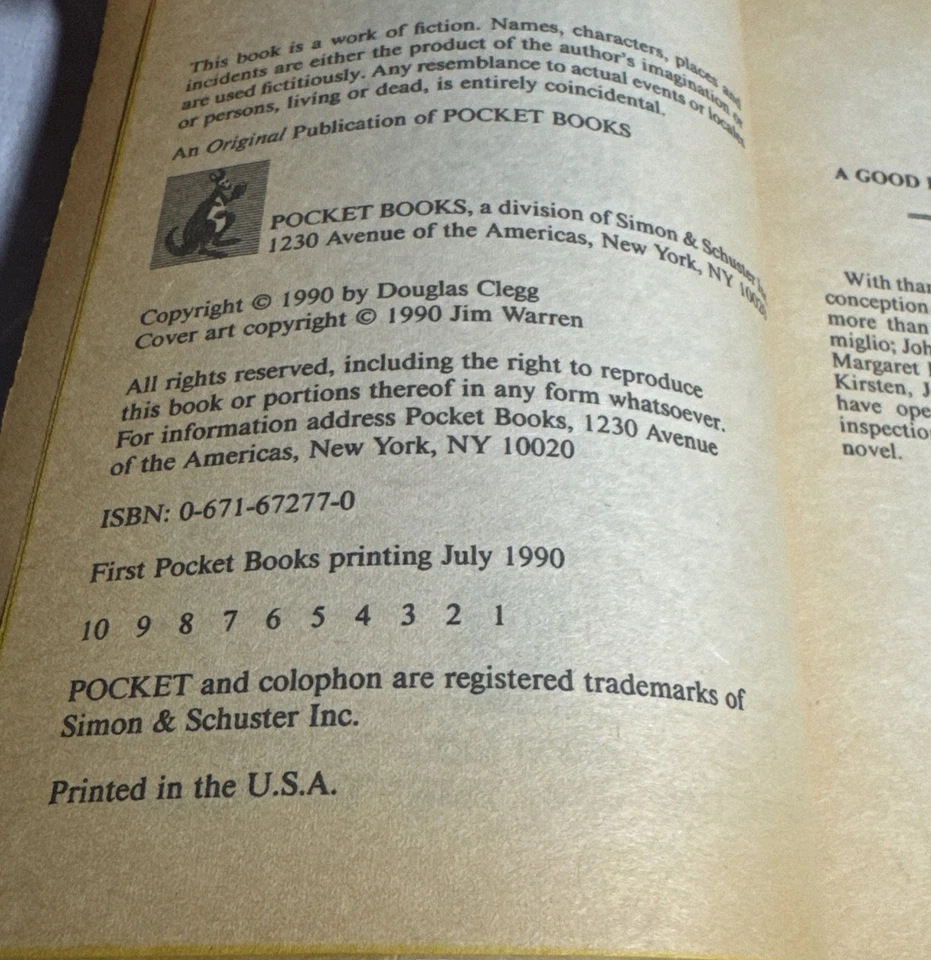 This book is a work of fiction. Names, characters, places and
incidents are either the product of the author's imagination or
are used fictitiously. Any resemblance to actual events or locales
or persons, living or dead, is entirely coincidental.
An Original Publication of POCKET BOOKS
POCKET BOOKS, a division of Simon & Schuster Inc.
1230 Avenue of the Americas, New York, NY 10020
Copyright © 1990 by Douglas Clegg
Cover art copyright © 1990 Jim Warren
All rights reserved, including the right to reproduce
this book or portions thereof in any form whatsoever.
For information address Pocket Books, 1230 Avenue
of the Americas, New York, NY 10020
ISBN: 0-671-67277-0
First Pocket Books printing July 1990
10 9 8 7 6 5 4 3 2 1
POCKET and colophon are registered trademarks of
Simon & Schuster Inc.
Printed in the U.S.A.
A GOOD
With
conception
more than
miglio;
Margaret
Kirsten,
have
novel.